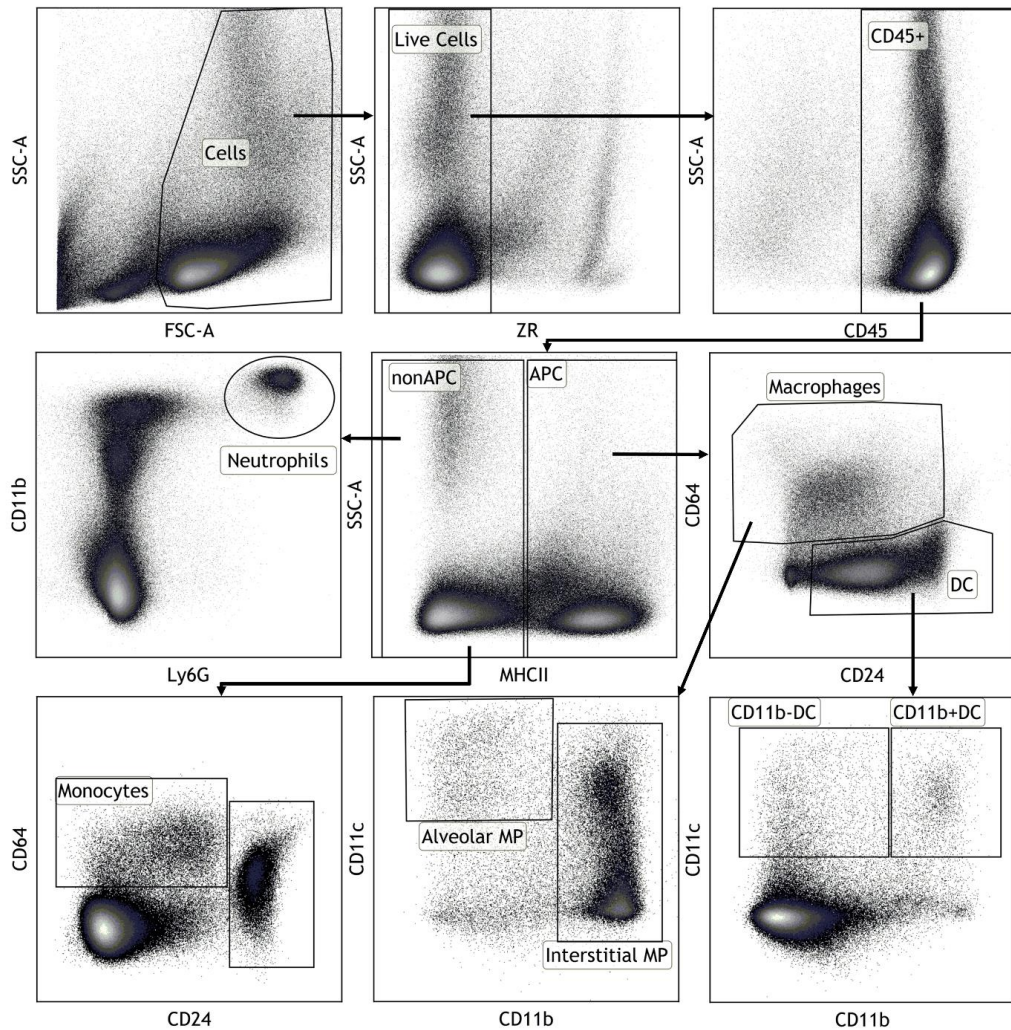 SSC-A
Cells
FSC-A
SSC-A
Live Cells
ZR
SSC-A
CD45+
CD45
CD11b
Neutrophils
Ly6G
SSC-A
nonAPC
APC
MHCII
CD64
Macrophages
DC
CD24
CD64
Monocytes
CD24
CD11c
Alveolar MP
Interstitial MP
CD11b
CD11c
CD11b-DC
CD11b+DC
CD11b